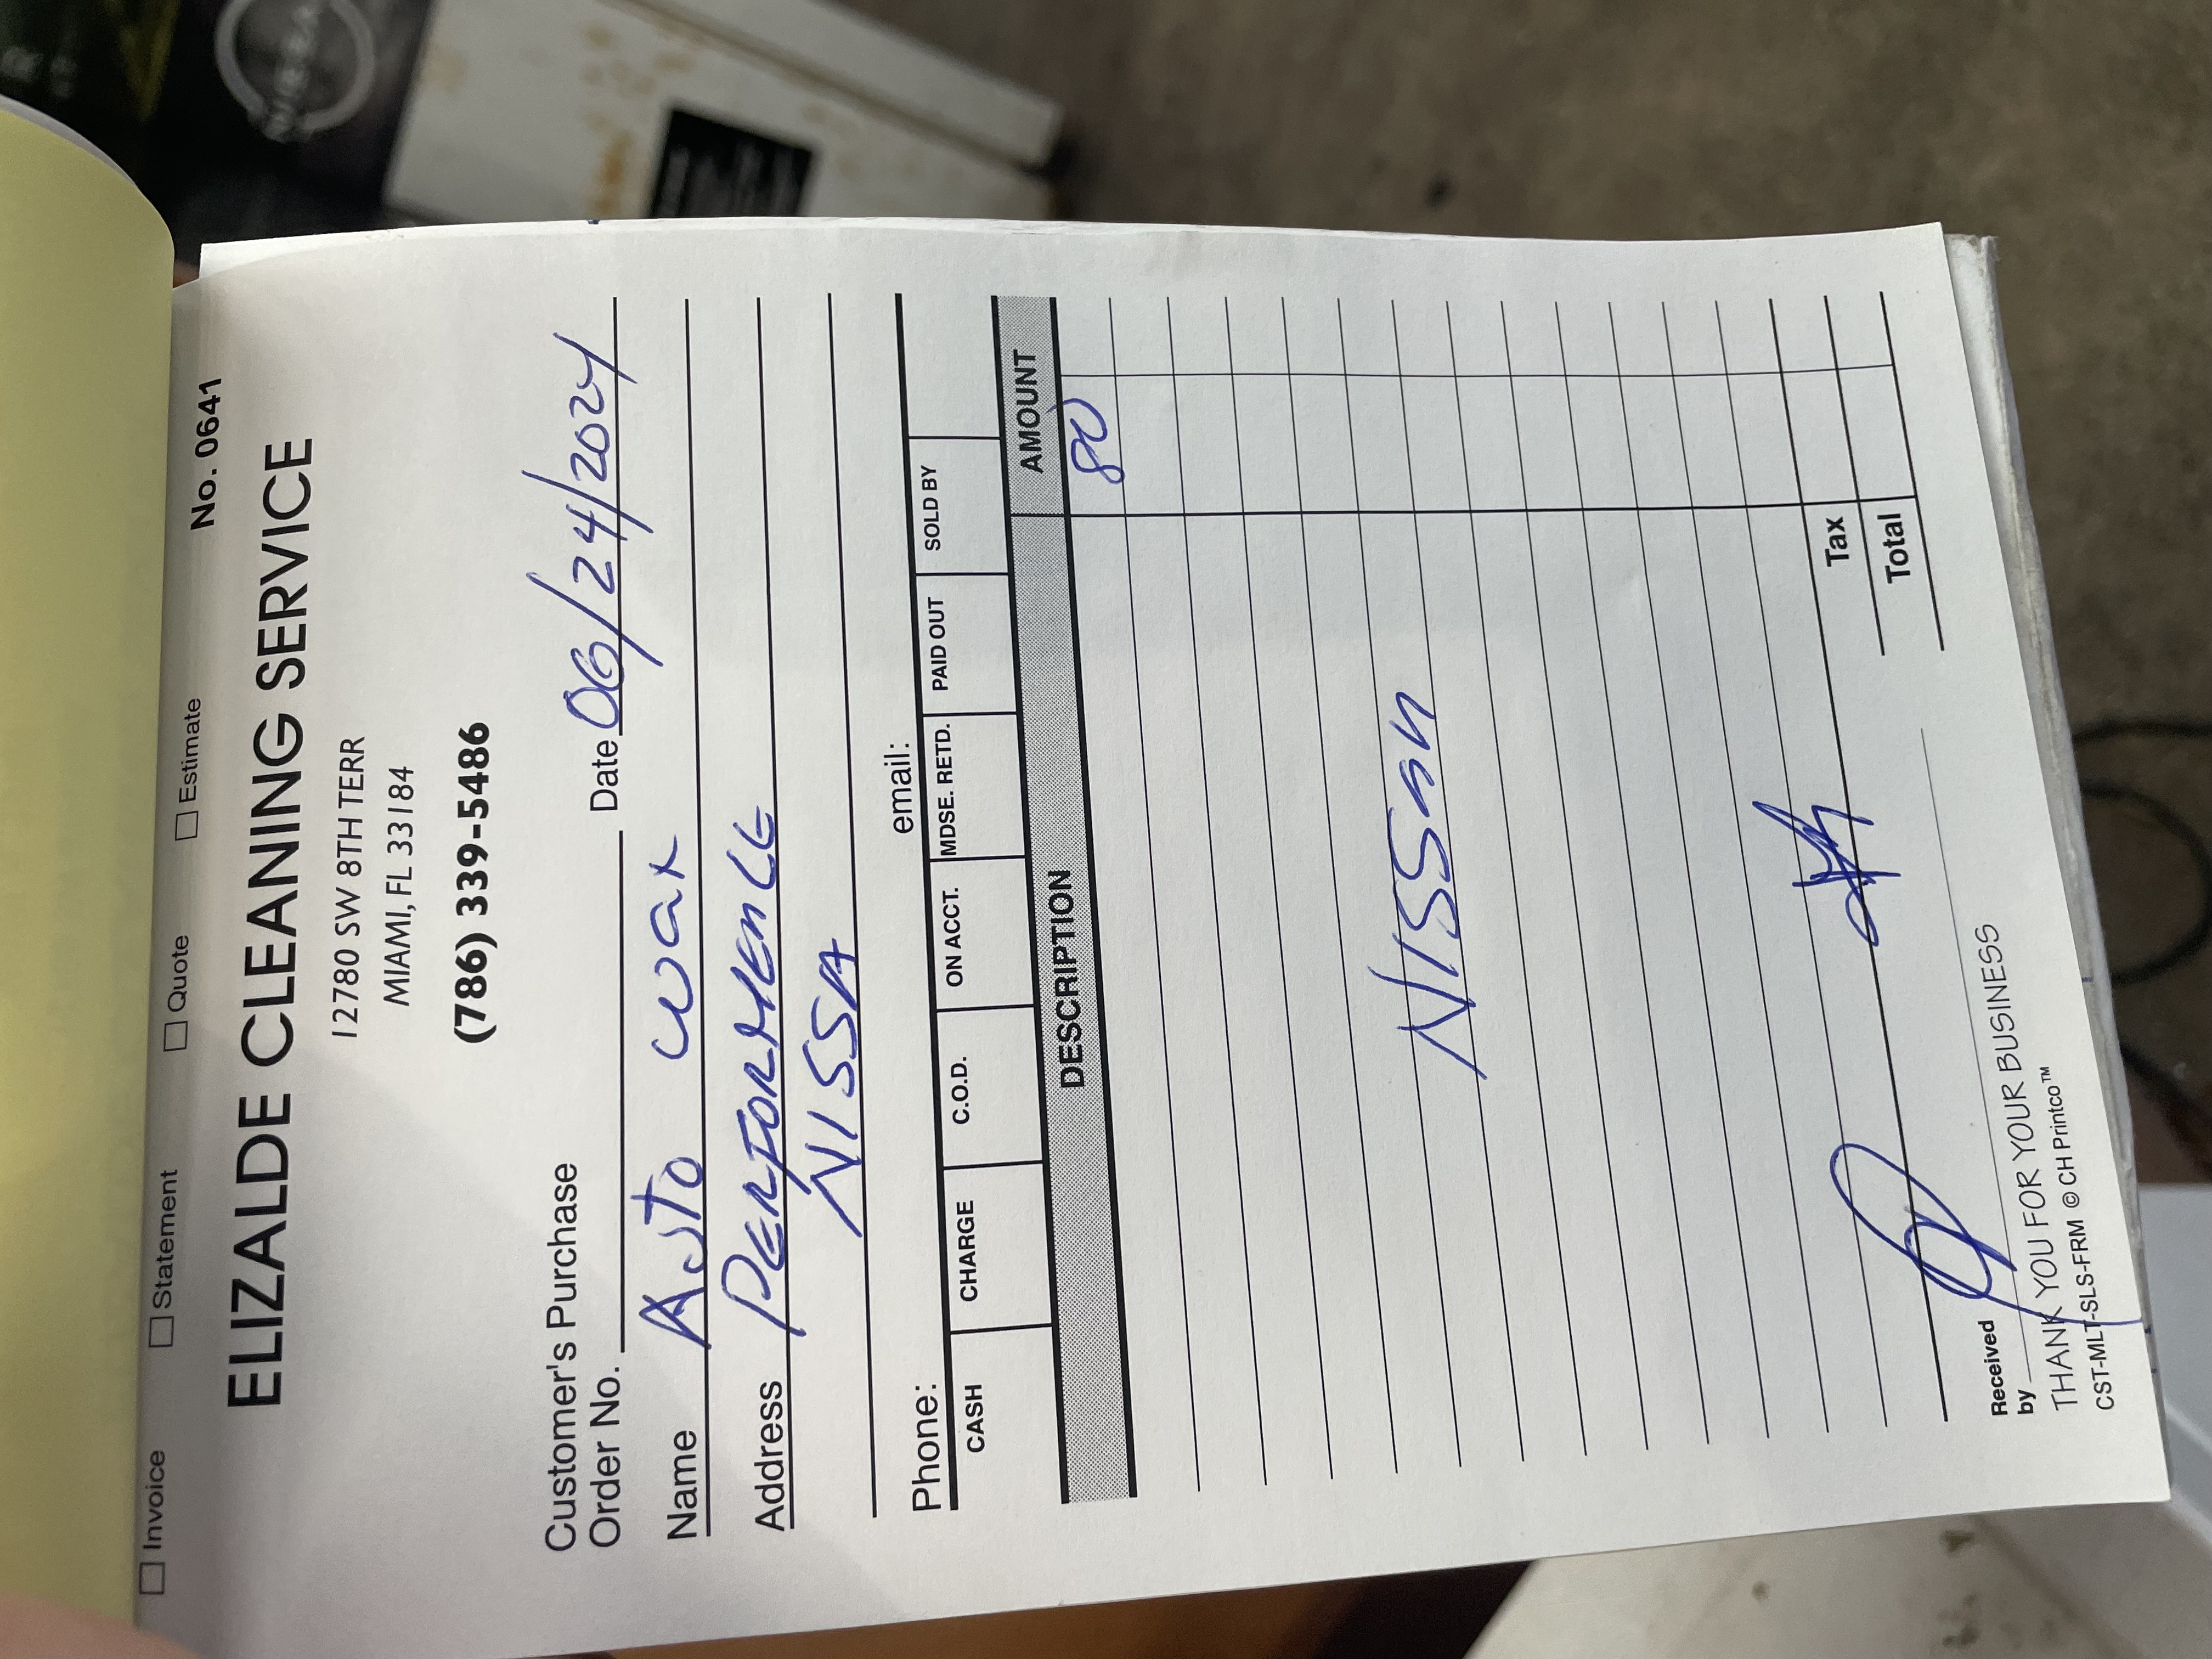 ☐ Invoice ☐ Statement ☐ Quote ☐ Estimate
No. 0641
ELIZALDE CLEANING SERVICE
12780 SW 8TH TERR
MIAMI, FL 33184
(786) 339-5486
Customer's Purchase
Order No. Date 06/24/2024
Name Auto wax
Address PERFORMENCE
NISSA
Phone: email:
CASH CHARGE C.O.D. ON ACCT. MDSE. RETD. PAID OUT SOLD BY
DESCRIPTION AMOUNT
80
NISSan
Tax
Total
Received
by
THANK YOU FOR YOUR BUSINESS
CST-MLT-SLS-FRM © CH Printco™